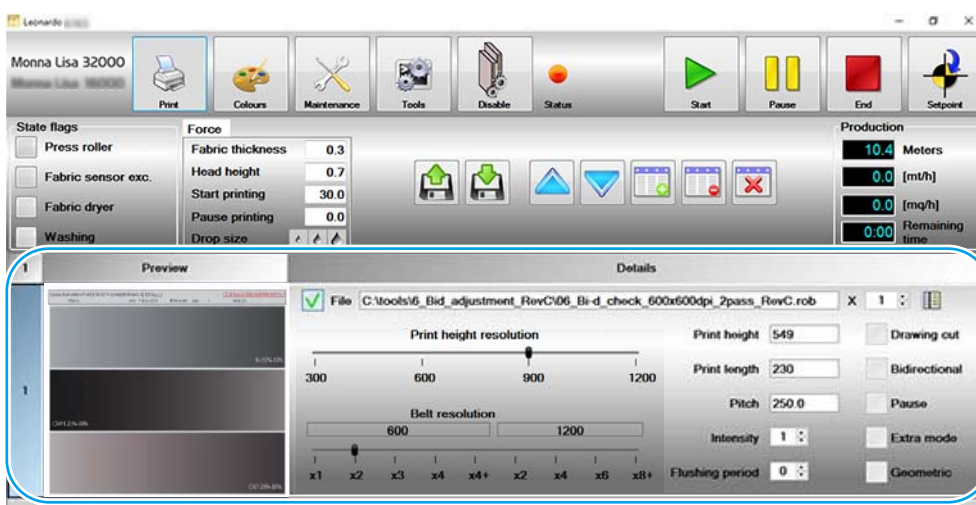 Leonardo
Monna Lisa 32000
Print
Colours
Maintenance
Tools
Disable
Status
Start
Pause
End
Setpoint
State flags
Press roller
Fabric sensor exc.
Fabric dryer
Washing
Force
Fabric thickness 0.3
Head height 0.7
Start printing 30.0
Pause printing 0.0
Drop size
Production
10.4 Meters
0.0 [mt/h]
0.0 [mq/h]
0:00 Remaining time
1 Preview Details
1
File C:\tools\6_Bid_adjustment_RevC\06_Bi-d_check_600x600dpi_2pass_RevC.rob X 1
Print height resolution
300 600 900 1200
Belt resolution
600 1200
x1 x2 x3 x4 x4+ x2 x4 x6 x8+
Print height 549
Print length 230
Pitch 250.0
Intensity 1
Flushing period 0
Drawing cut
Bidirectional
Pause
Extra mode
Geometric